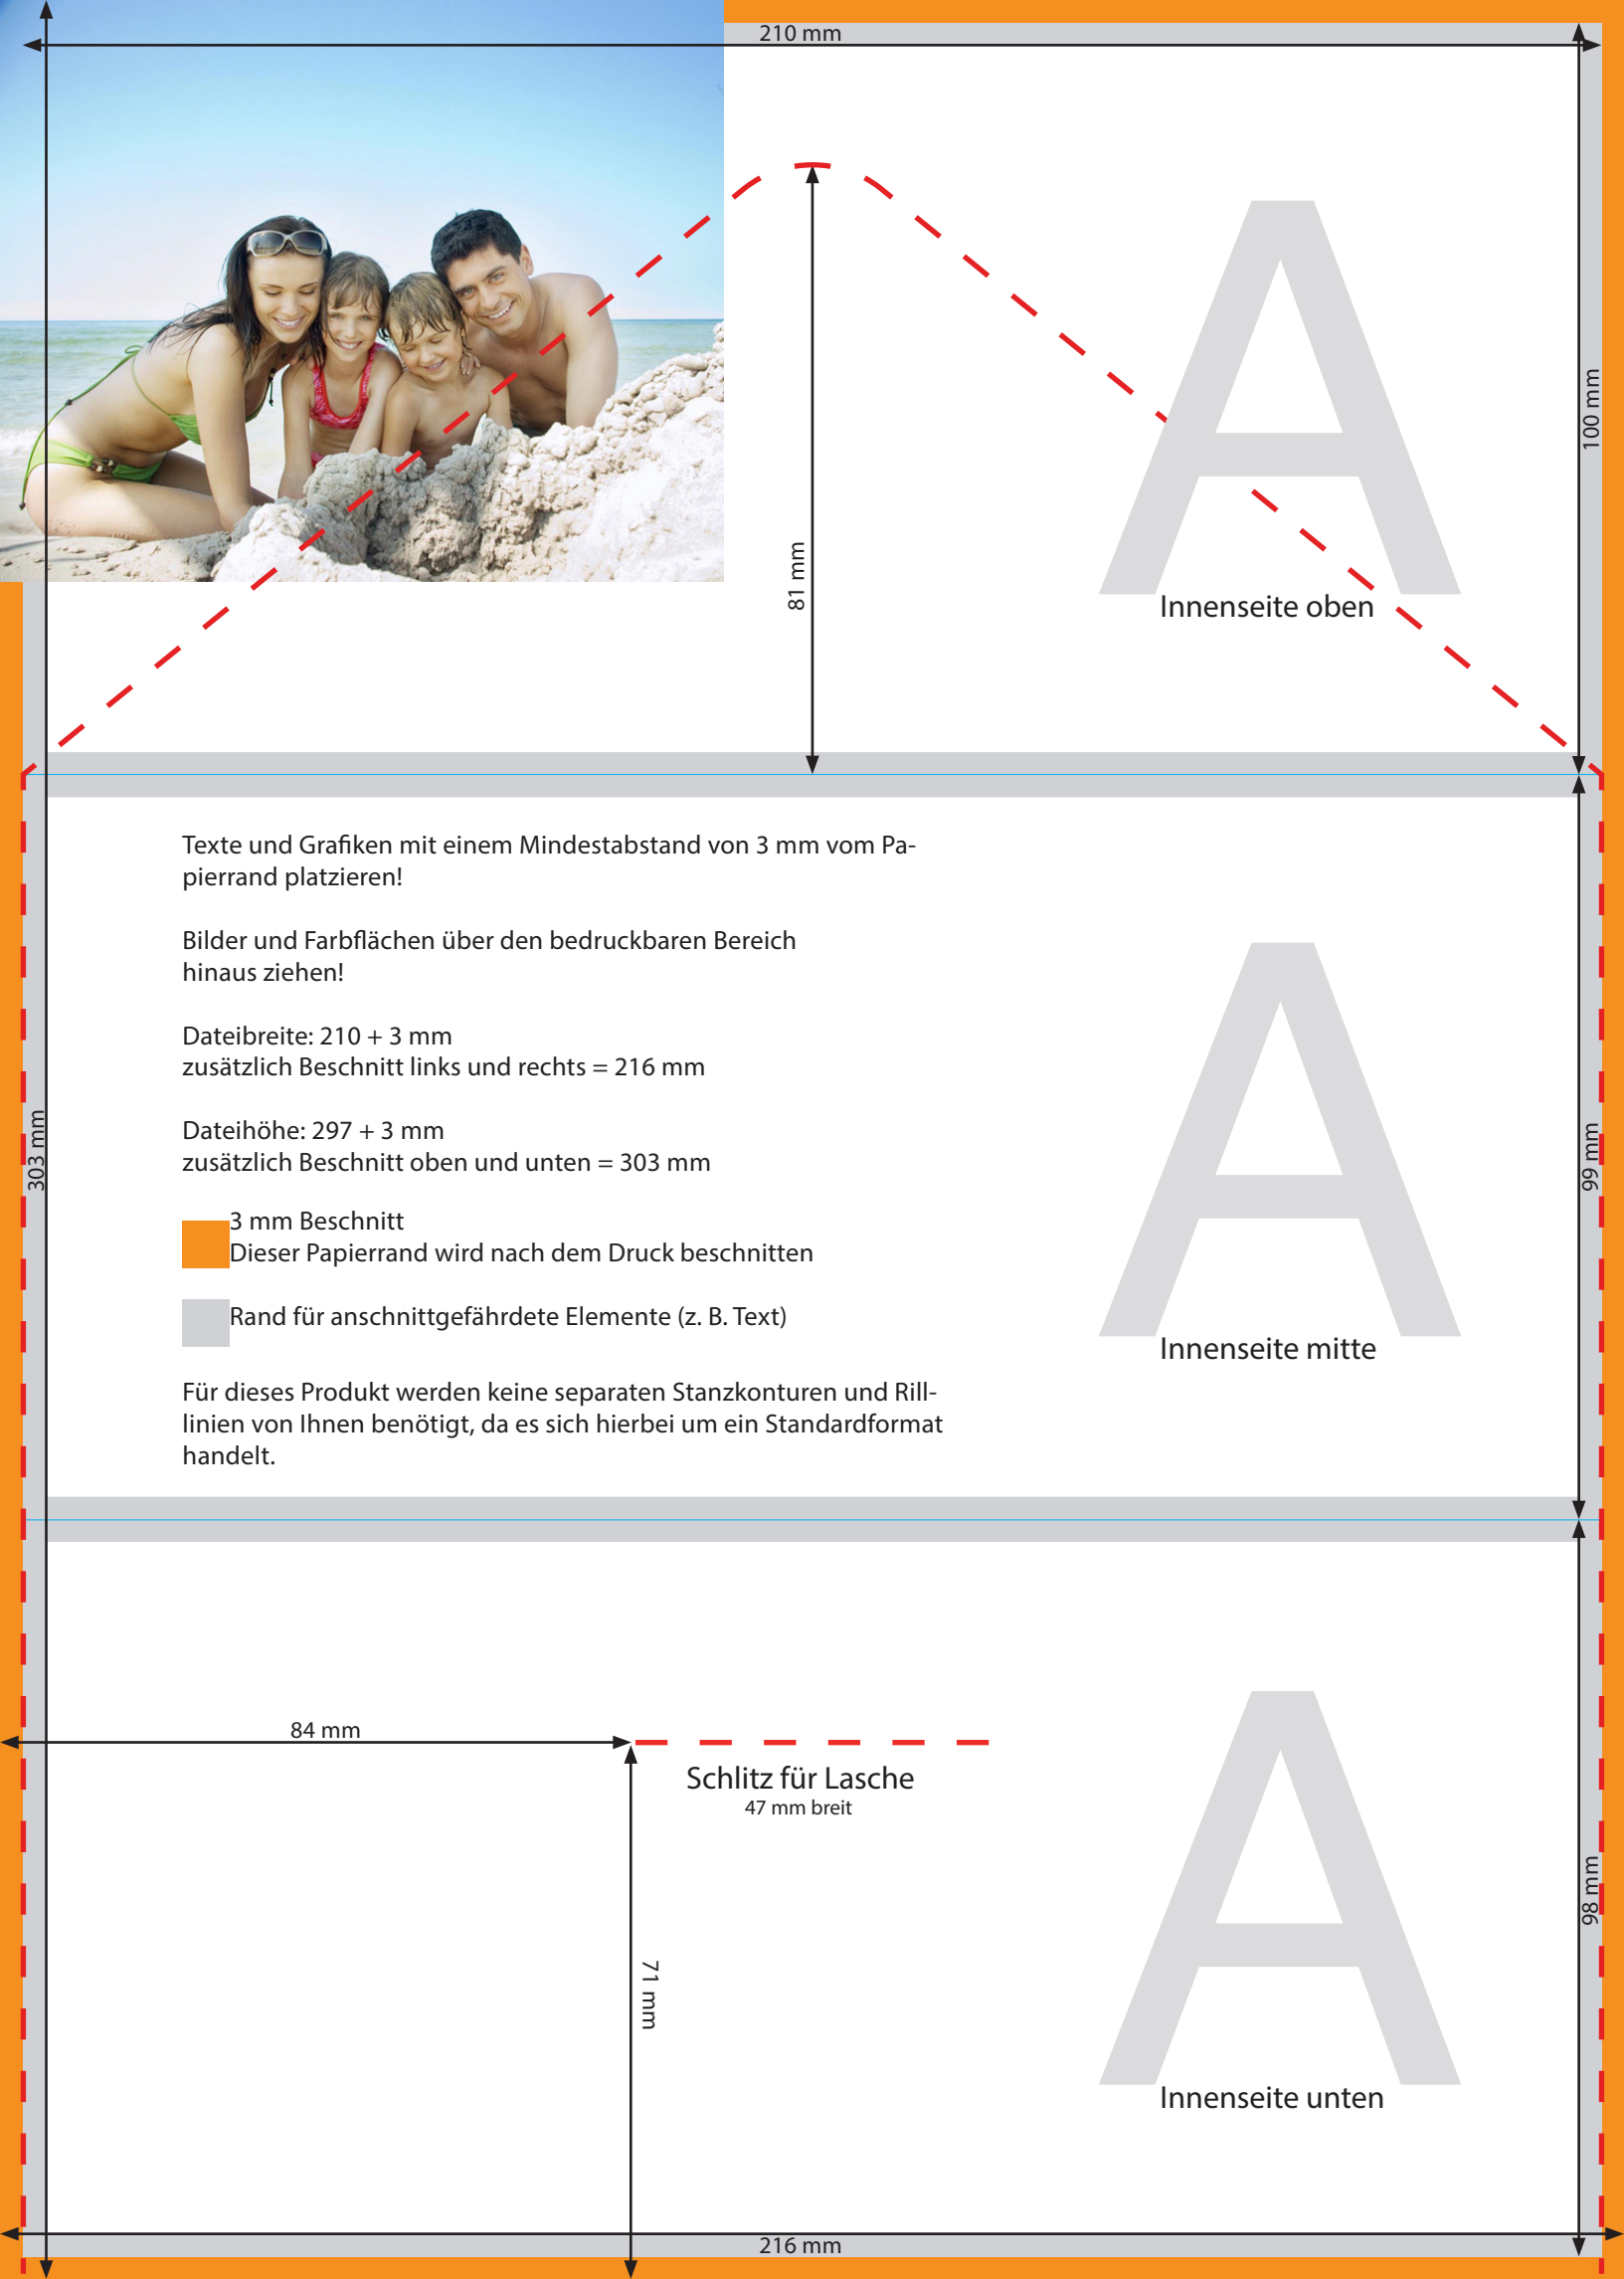 210 mm
100 mm
A
81 mm
Innenseite oben
Texte und Grafiken mit einem Mindestabstand von 3 mm vom Pa-
pierrand platzieren!
Bilder und Farbflächen über den bedruckbaren Bereich
hinaus ziehen!
Dateibreite: 210 + 3 mm
zusätzlich Beschnitt links und rechts = 216 mm
Dateihöhe: 297 + 3 mm
zusätzlich Beschnitt oben und unten = 303 mm
303 mm
99 mm
3 mm Beschnitt
Dieser Papierrand wird nach dem Druck beschnitten
Rand für anschnittgefährdete Elemente (z. B. Text)
A
Innenseite mitte
Für dieses Produkt werden keine separaten Stanzkonturen und Rill-
linien von Ihnen benötigt, da es sich hierbei um ein Standardformat
handelt.
84 mm
Schlitz für Lasche
47 mm breit
A
98 mm
71 mm
Innenseite unten
216 mm